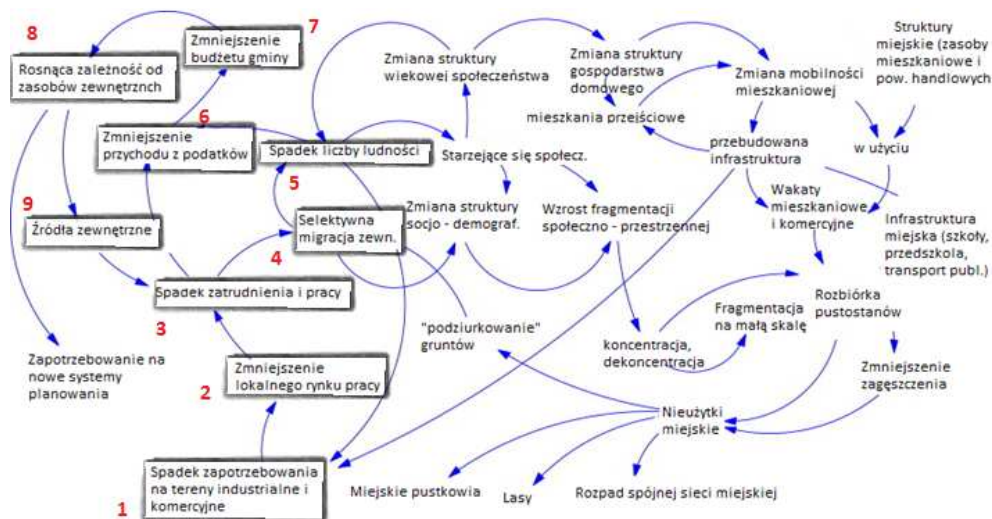 8
Rosnąca zależność od
zasobów zewnętrznch
Zmniejszenie
budżetu gminy
7
Zmiana struktury
wiekowej społeczeństwa
Zmiana struktury
gospodarstwa
domowego
Zmiana mobilności
mieszkaniowej
Struktury
miejskie (zasoby
mieszkaniowe i
pow. handlowych
6
Zmniejszenie
przychodu z podatków
Spadek liczby ludności
5
Starzejące się społecz.
mieszkania przejściowe
przebudowana
infrastruktura
w użyciu
9
Źródła zewnętrzne
Selektywna
migracja zewn.
4
Zmiana struktury
socjo - demograf.
Wzrost fragmentacji
społeczno - przestrzennej
Wakaty
mieszkaniowe
i komercyjne
Infrastruktura
miejska (szkoły,
przedszkola,
transport publ.)
Spadek zatrudnienia i pracy
3
"podziurkowanie"
gruntów
koncentracja,
dekoncentracja
Fragmentacja
na małą skalę
Rozbiórka
pustostanów
Zapotrzebowanie na
nowe systemy
planowania
2
Zmniejszenie
lokalnego rynku pracy
Zmniejszenie
zagęszczenia
Nieużytki
miejskie
1
Spadek zapotrzebowania
na tereny industrialne i
komercyjne
Miejskie pustkowia
Lasy
Rozpad spójnej sieci miejskiej